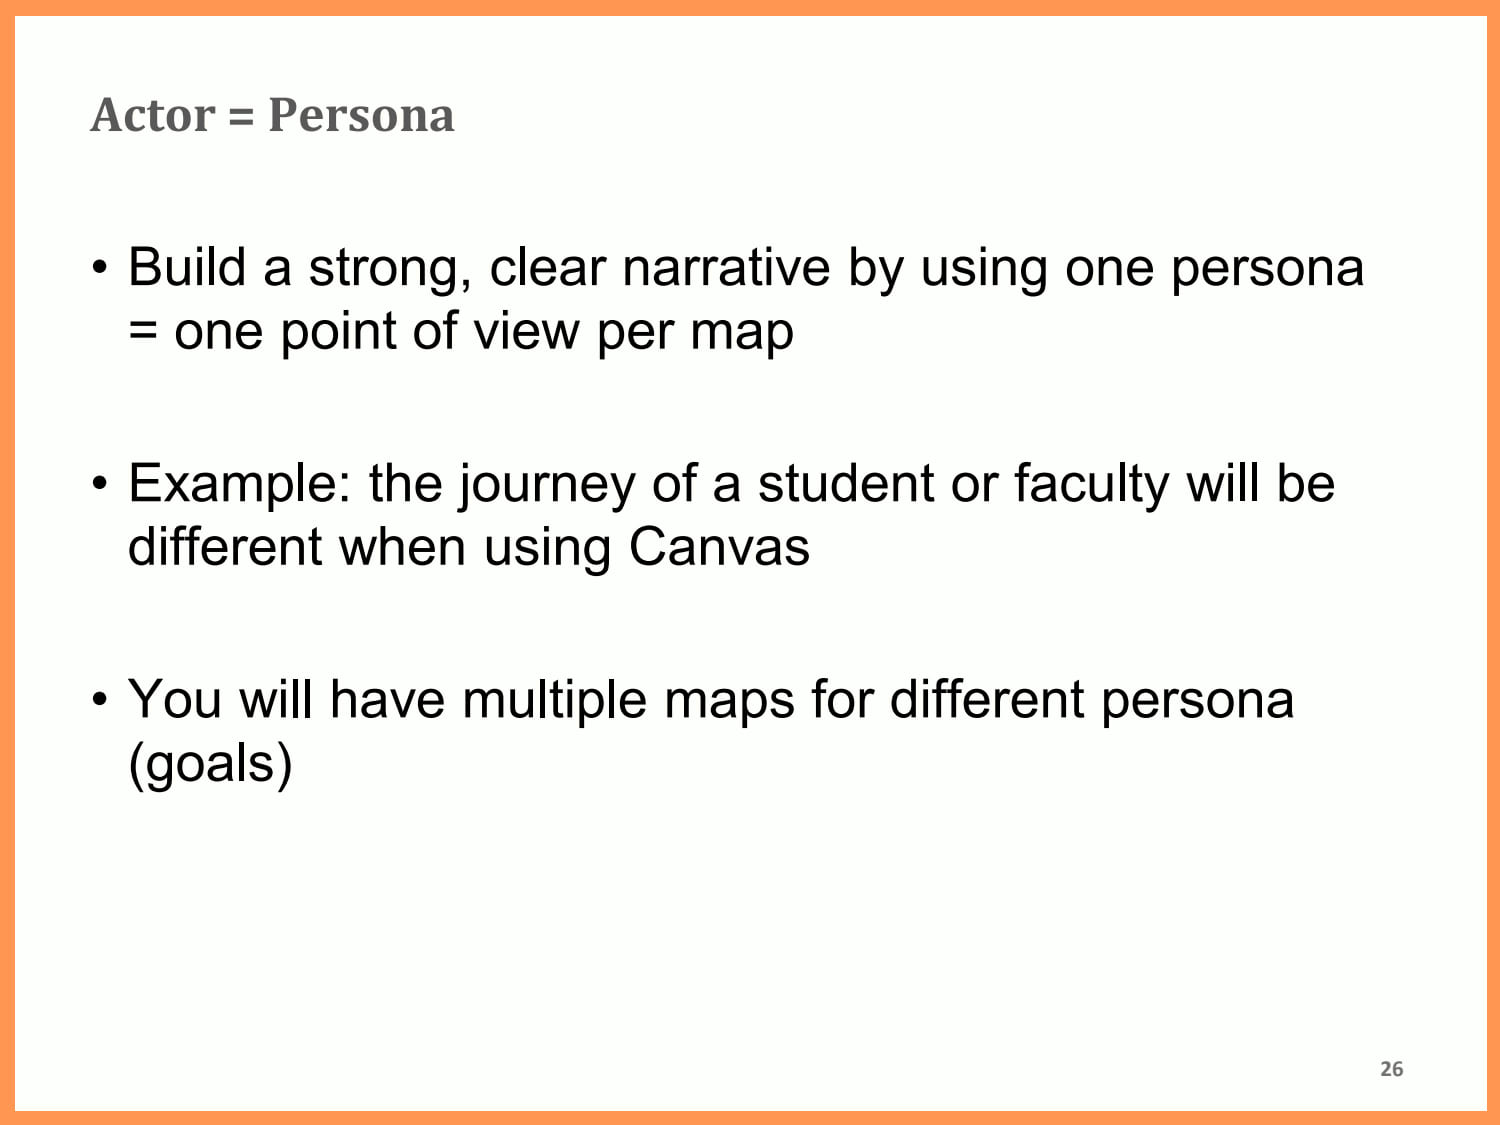 Actor = Persona
• Build a strong, clear narrative by using one persona
= one point of view per map
• Example: the journey of a student or faculty will be
different when using Canvas
• You will have multiple maps for different persona
(goals)
26